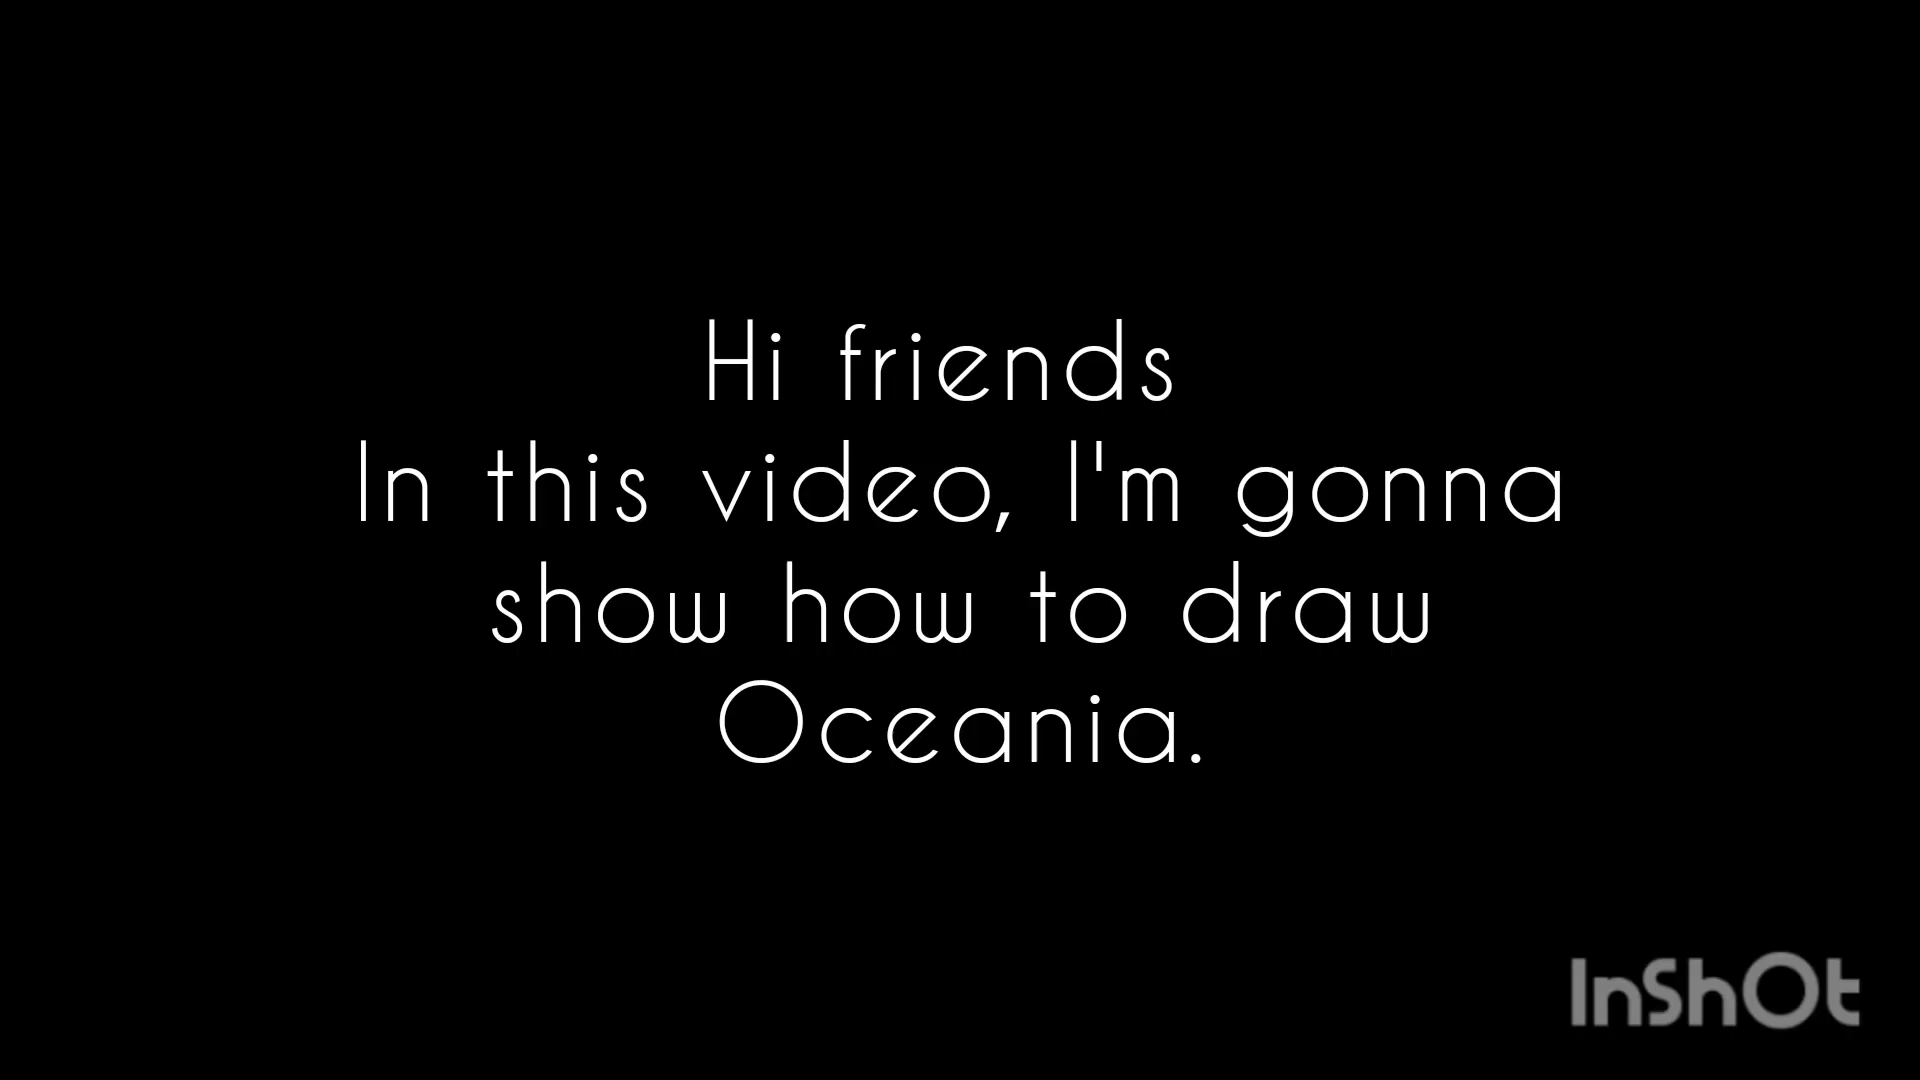 Hi friends
In this video, I'm gonna
show how to draw
Oceania.
InShOt